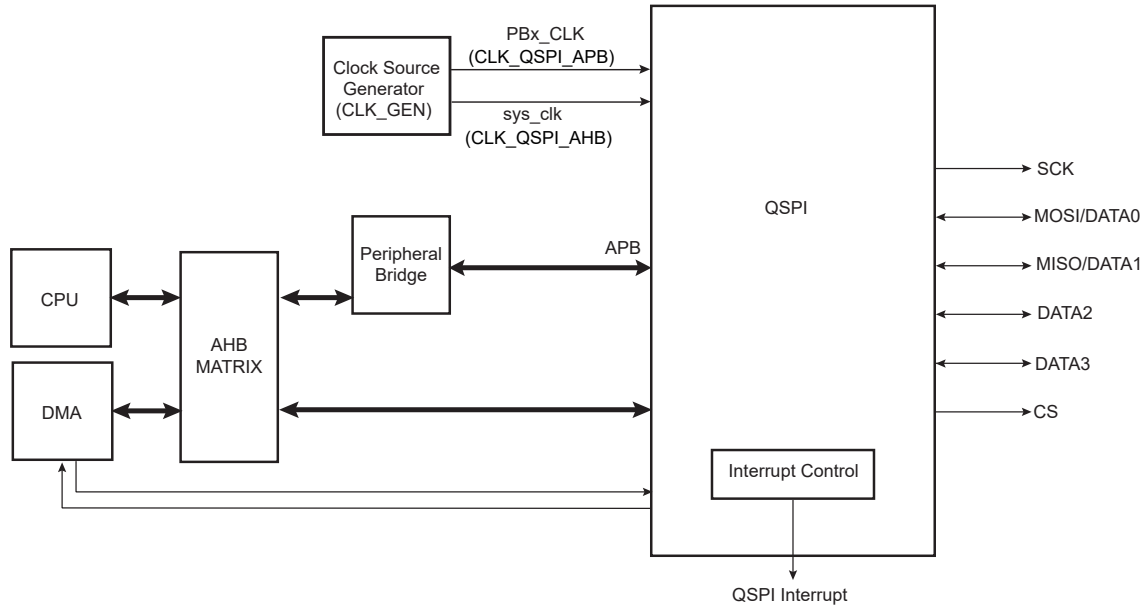 PBx_CLK
(CLK_QSPI_APB)
Clock Source
Generator
(CLK_GEN)
sys_clk
(CLK_QSPI_AHB)
QSPI
SCK
MOSI/DATA0
MISO/DATA1
DATA2
DATA3
CS
Peripheral
Bridge
APB
CPU
AHB
MATRIX
DMA
Interrupt Control
QSPI Interrupt